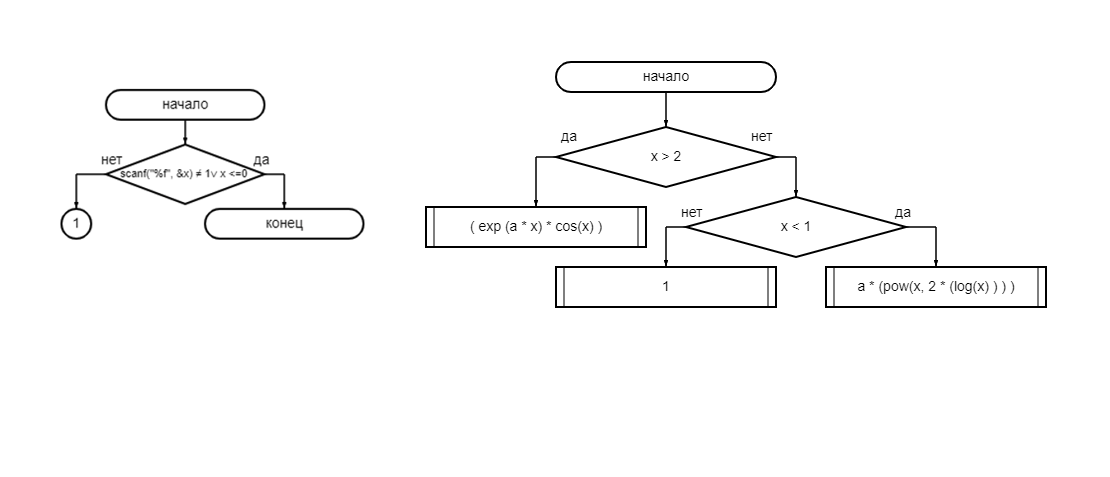 начало
нет
да
scanf("%f", &x) ≠ 1∨ x <=0
1
конец
начало
да
нет
x > 2
( exp (a * x) * cos(x) )
нет
да
x < 1
1
a * (pow(x, 2 * (log(x) ) ) )